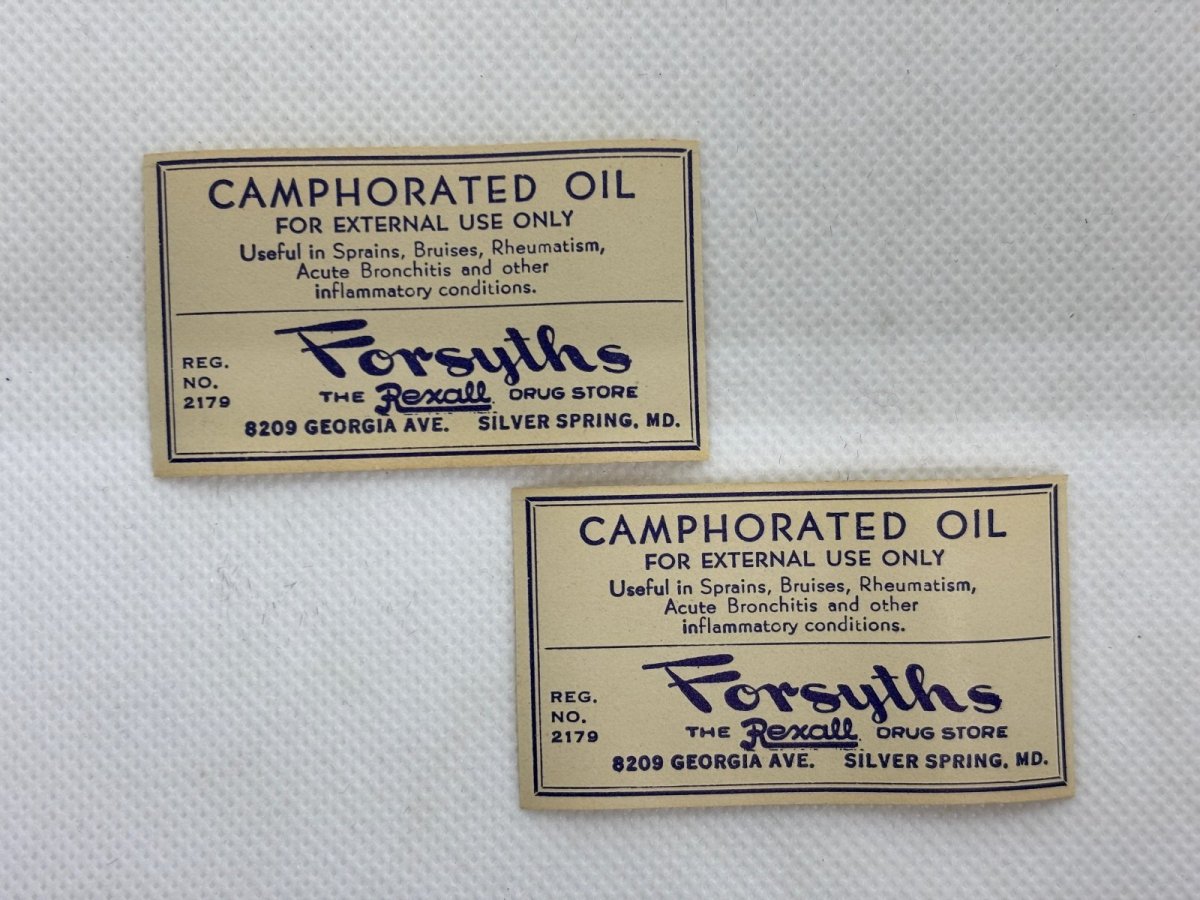 CAMPHORATED OIL
FOR EXTERNAL USE ONLY
Useful in Sprains, Bruises, Rheumatism,
Acute Bronchitis and other
inflammatory conditions.
REG.
NO.
2179
Forsyths
THE Rexall DRUG STORE
8209 GEORGIA AVE. SILVER SPRING, MD.
CAMPHORATED OIL
FOR EXTERNAL USE ONLY
Useful in Sprains, Bruises, Rheumatism,
Acute Bronchitis and other
inflammatory conditions.
REG.
NO.
2179
Forsyths
THE Rexall DRUG STORE
8209 GEORGIA AVE. SILVER SPRING, MD.